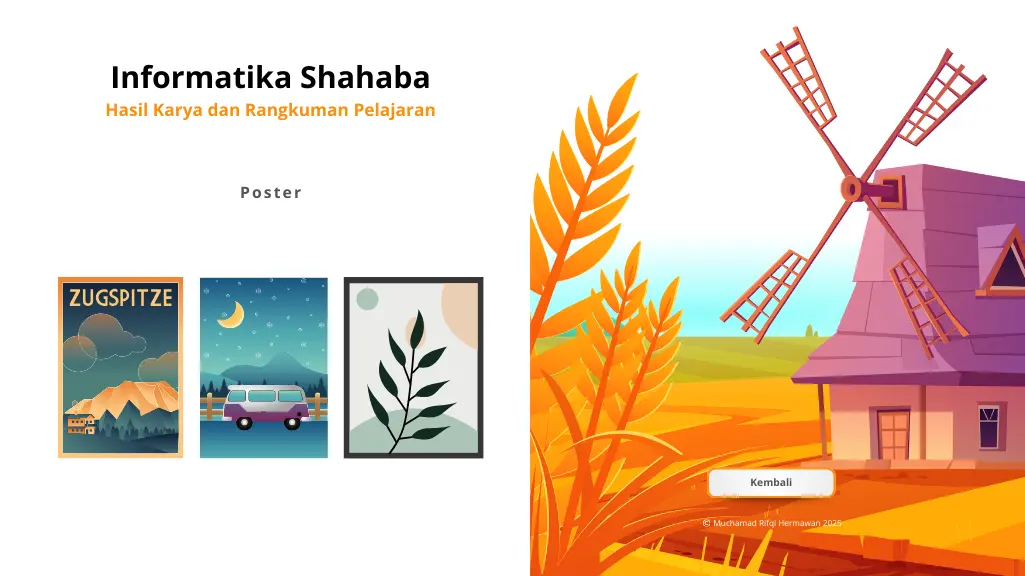 Informatika Shahaba
Hasil Karya dan Rangkuman Pelajaran
Poster
ZUGSPITZE
Kembali
© Muchamad Rifqi Hermawan 2025